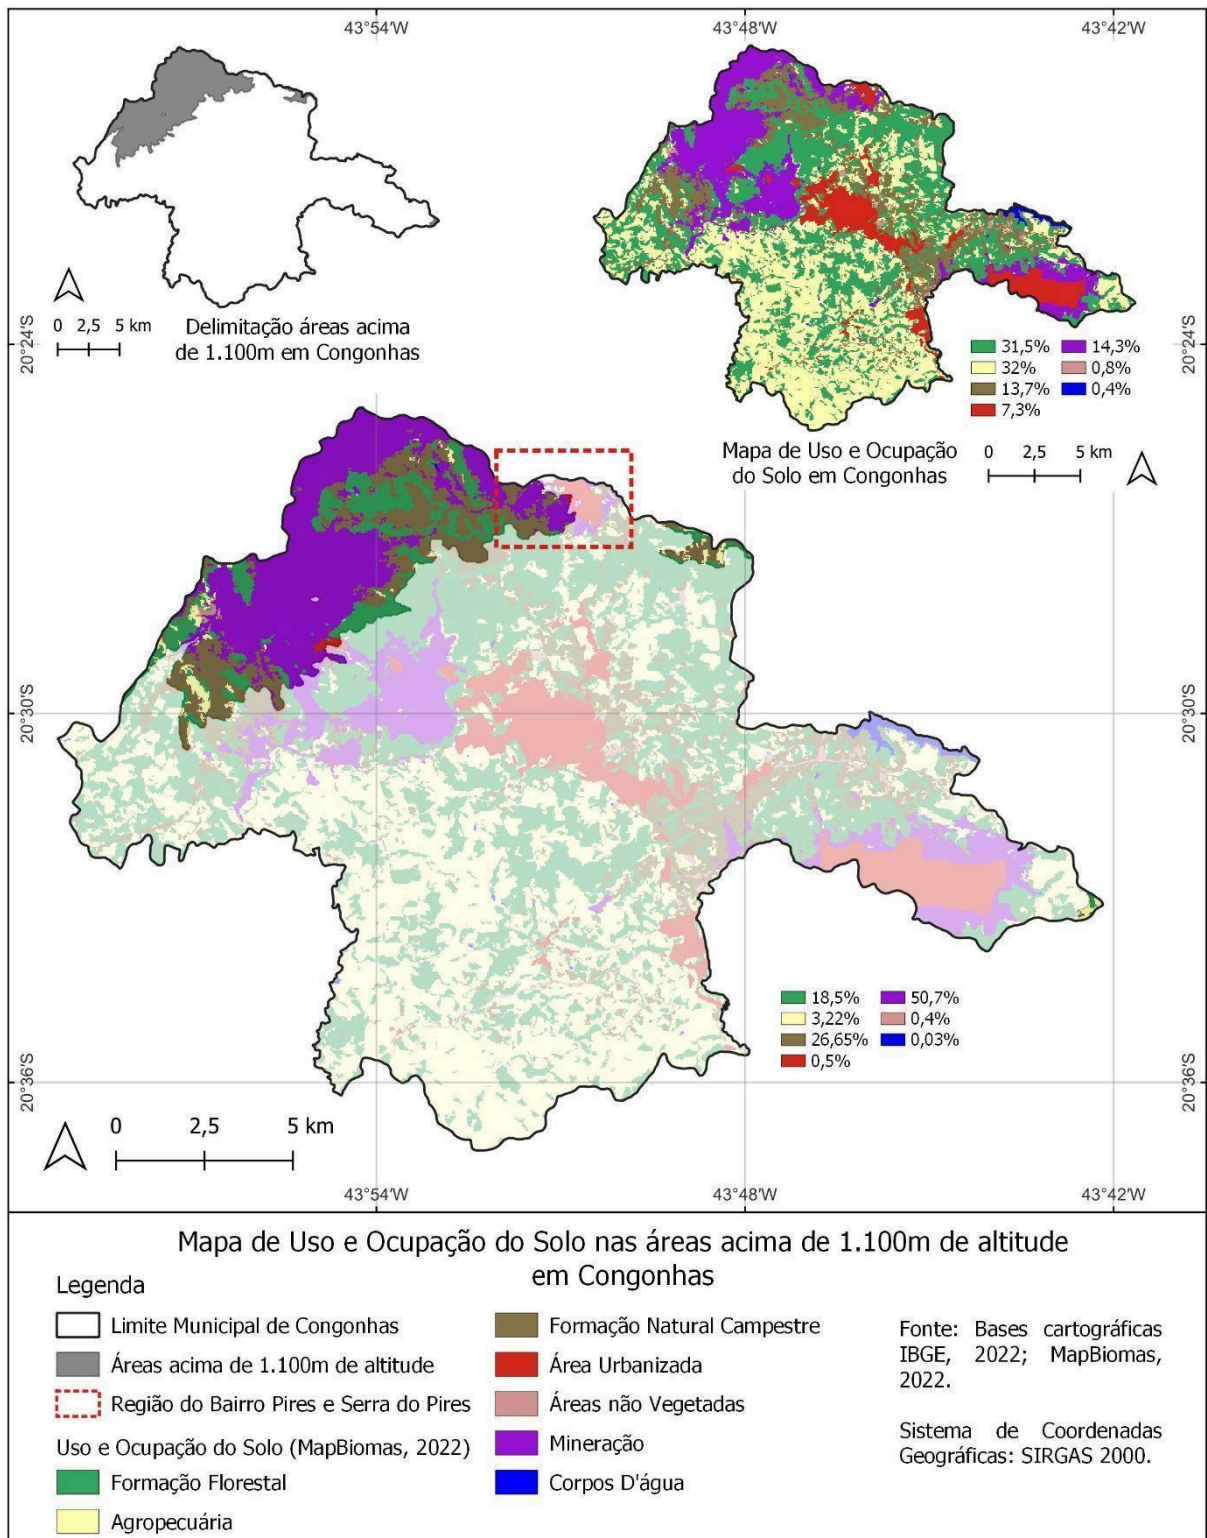 43°54'W
43°48'W
43°42'W
20°24'S
20°24'S
0 2,5 5 km
Delimitação áreas acima
de 1.100m em Congonhas
31,5%
32%
13,7%
7,3%
14,3%
0,8%
0,4%
Mapa de Uso e Ocupação
do Solo em Congonhas
0 2,5 5 km
20°30'S
20°30'S
18,5%
3,22%
26,65%
0,5%
50,7%
0,4%
0,03%
20°36'S
20°36'S
0 2,5 5 km
43°54'W
43°48'W
43°42'W
Mapa de Uso e Ocupação do Solo nas áreas acima de 1.100m de altitude
em Congonhas
Legenda
Limite Municipal de Congonhas
Áreas acima de 1.100m de altitude
Região do Bairro Pires e Serra do Pires
Uso e Ocupação do Solo (MapBiomas, 2022)
Formação Florestal
Agropecuária
Formação Natural Campestre
Área Urbanizada
Áreas não Vegetadas
Mineração
Corpos D'água
Fonte: Bases cartográficas
IBGE, 2022; MapBiomas,
2022.
Sistema de Coordenadas
Geográficas: SIRGAS 2000.